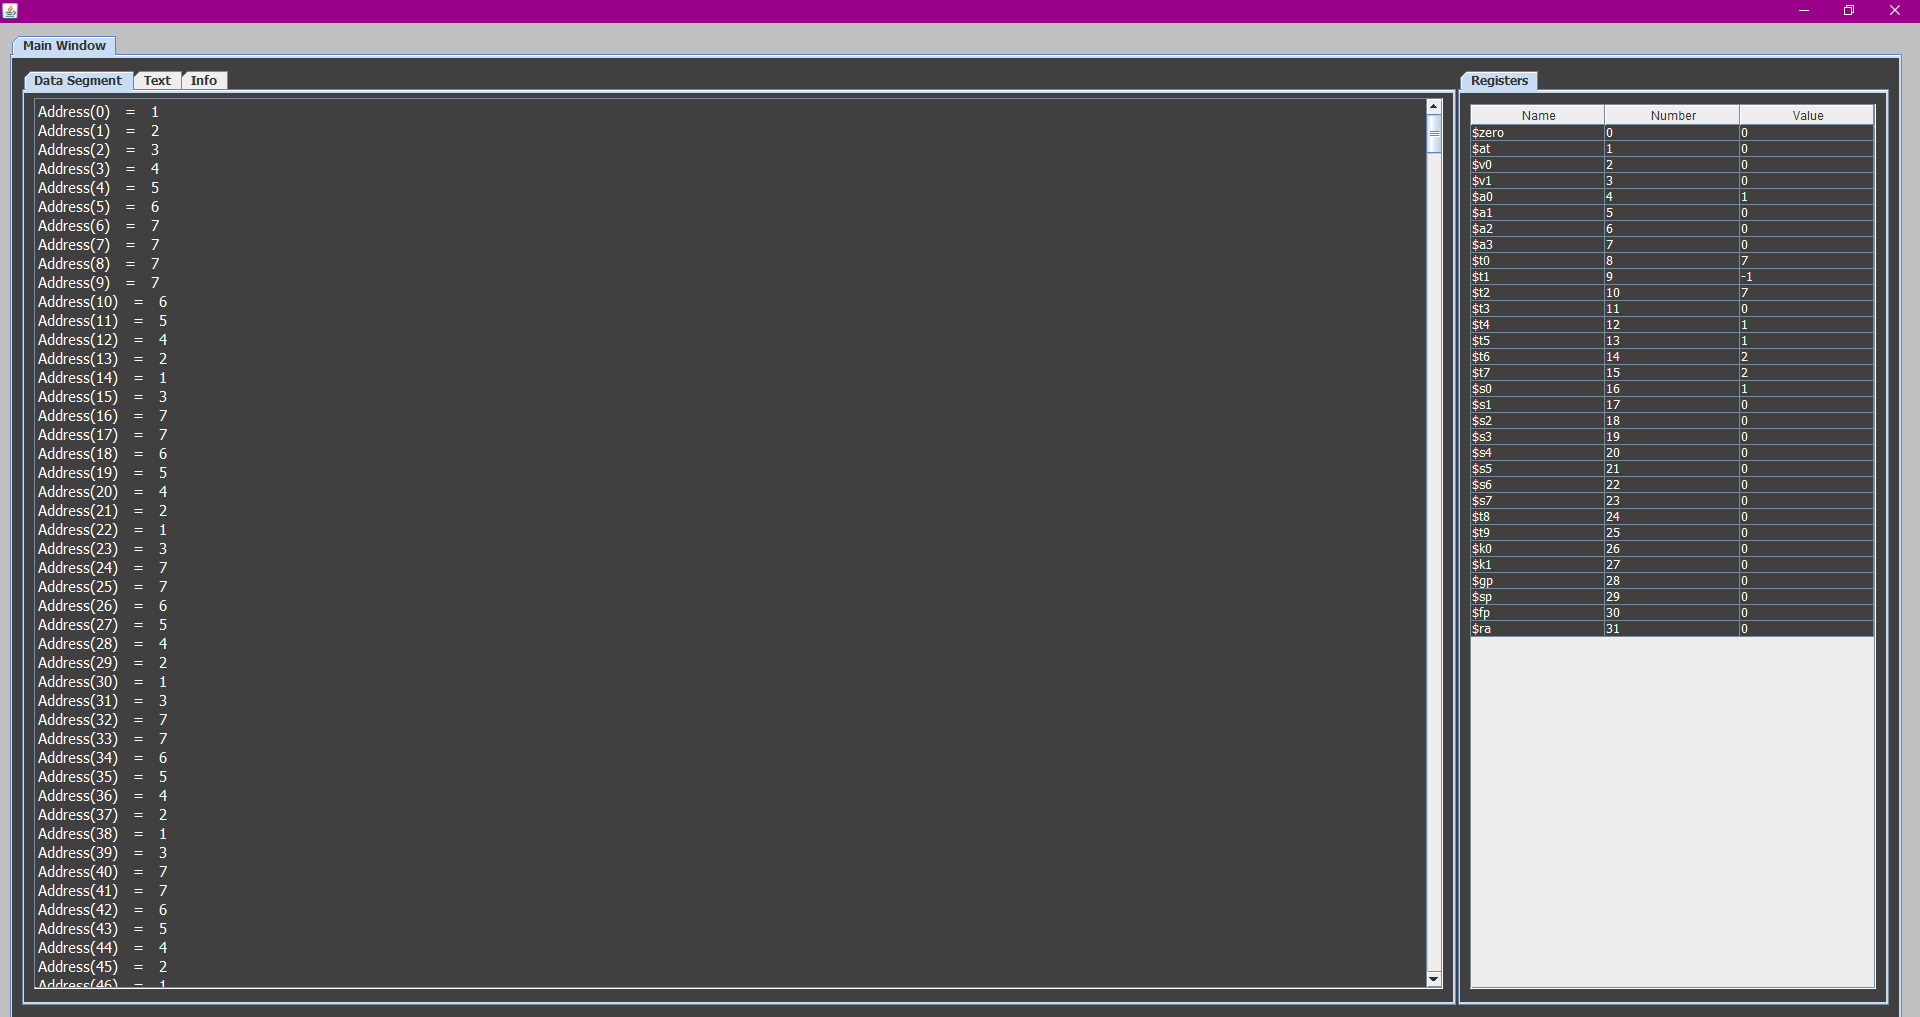 Main Window
Data Segment Text Info
Address(0) = 1
Address(1) = 2
Address(2) = 3
Address(3) = 4
Address(4) = 5
Address(5) = 6
Address(6) = 7
Address(7) = 7
Address(8) = 7
Address(9) = 7
Address(10) = 6
Address(11) = 5
Address(12) = 4
Address(13) = 2
Address(14) = 1
Address(15) = 3
Address(16) = 7
Address(17) = 7
Address(18) = 6
Address(19) = 5
Address(20) = 4
Address(21) = 2
Address(22) = 1
Address(23) = 3
Address(24) = 7
Address(25) = 7
Address(26) = 6
Address(27) = 5
Address(28) = 4
Address(29) = 2
Address(30) = 1
Address(31) = 3
Address(32) = 7
Address(33) = 7
Address(34) = 6
Address(35) = 5
Address(36) = 4
Address(37) = 2
Address(38) = 1
Address(39) = 3
Address(40) = 7
Address(41) = 7
Address(42) = 6
Address(43) = 5
Address(44) = 4
Address(45) = 2
Address(46) = 1
Registers
Name Number Value
$zero 0 0
$at 1 0
$v0 2 0
$v1 3 0
$a0 4 1
$a1 5 0
$a2 6 0
$a3 7 0
$t0 8 7
$t1 9 -1
$t2 10 7
$t3 11 0
$t4 12 1
$t5 13 1
$t6 14 2
$t7 15 2
$s0 16 1
$s1 17 0
$s2 18 0
$s3 19 0
$s4 20 0
$s5 21 0
$s6 22 0
$s7 23 0
$t8 24 0
$t9 25 0
$k0 26 0
$k1 27 0
$gp 28 0
$sp 29 0
$fp 30 0
$ra 31 0